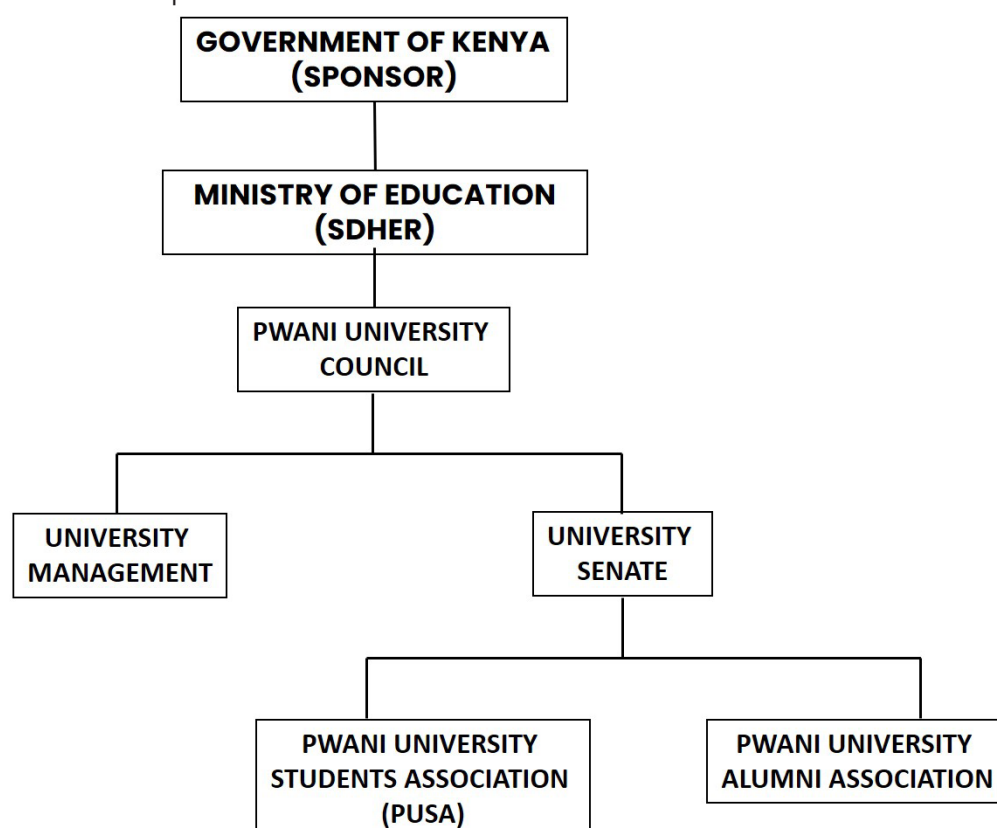 GOVERNMENT OF KENYA
(SPONSOR)
MINISTRY OF EDUCATION
(SDHER)
PWANI UNIVERSITY
COUNCIL
UNIVERSITY
MANAGEMENT
UNIVERSITY
SENATE
PWANI UNIVERSITY
STUDENTS ASSOCIATION
(PUSA)
PWANI UNIVERSITY
ALUMNI ASSOCIATION